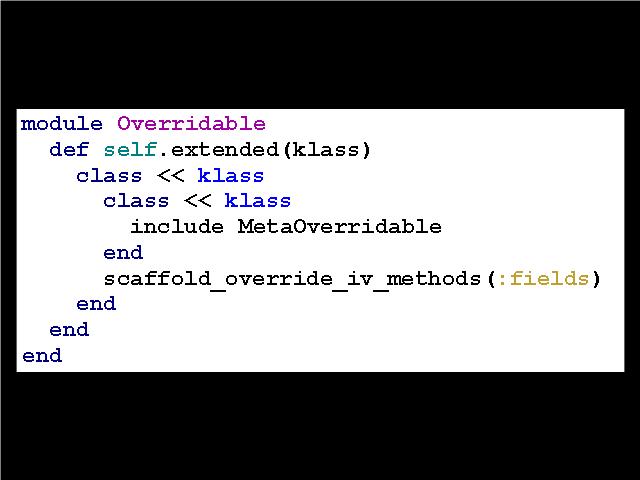 module Overridable
  def self.extended(klass)
    class << klass
      class << klass
        include MetaOverridable
      end
      scaffold_override_iv_methods(:fields)
    end
  end
end